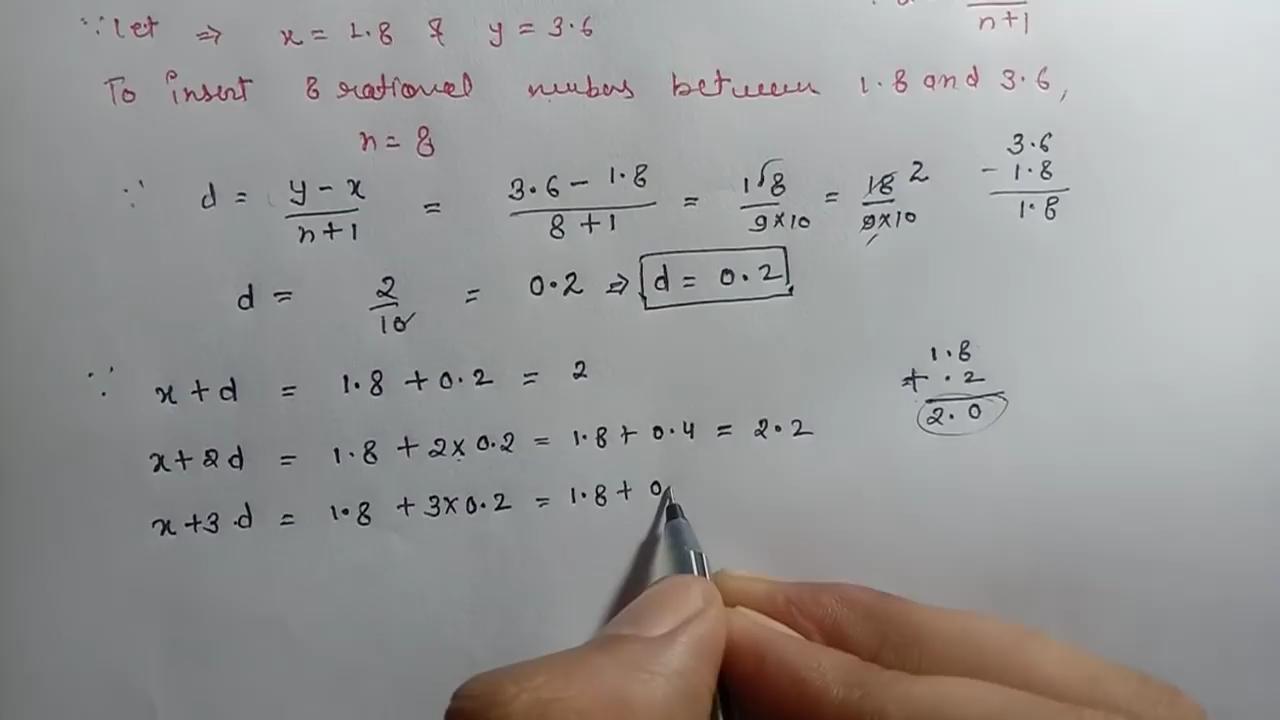 ∵ let ⇒ x = 1.8 & y = 3.6
n+1
To insert 8 rational numbers between 1.8 and 3.6,
n = 8
∵ d = y - x / n+1 = 3.6 - 1.8 / 8 + 1 = 1.8 / 9×10 = 18 2 / 9×10
3.6
- 1.8
1.8
d = 2 / 10 = 0.2 ⇒ d = 0.2
∵ x + d = 1.8 + 0.2 = 2
1.8
+ .2
2.0
x + 2d = 1.8 + 2×0.2 = 1.8 + 0.4 = 2.2
x + 3.d = 1.8 + 3×0.2 = 1.8 + 0.